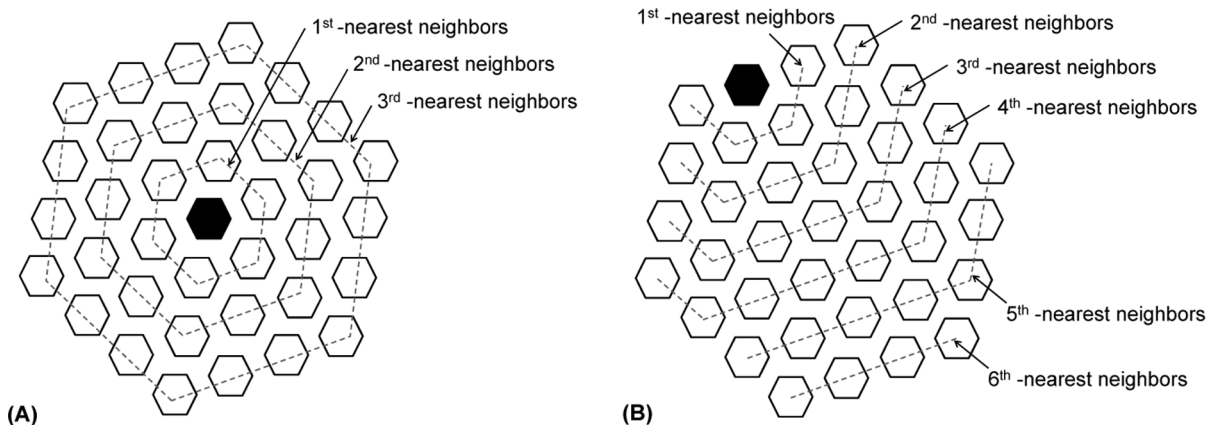 1st -nearest neighbors
2nd -nearest neighbors
3rd -nearest neighbors
(A)
1st -nearest neighbors
2nd -nearest neighbors
3rd -nearest neighbors
4th -nearest neighbors
5th -nearest neighbors
6th -nearest neighbors
(B)